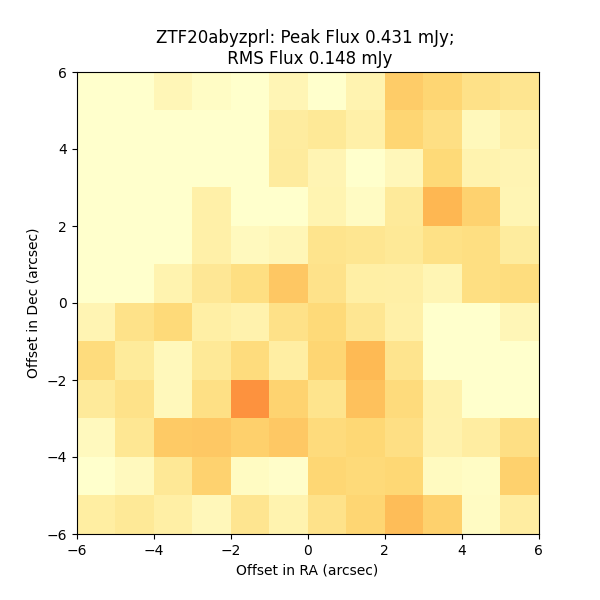 ZTF20abyzprl: Peak Flux 0.431 mJy;
RMS Flux 0.148 mJy
6
4
2
0
−2
−4
−6
Offset in Dec (arcsec)
−6 −4 −2 0 2 4 6
Offset in RA (arcsec)